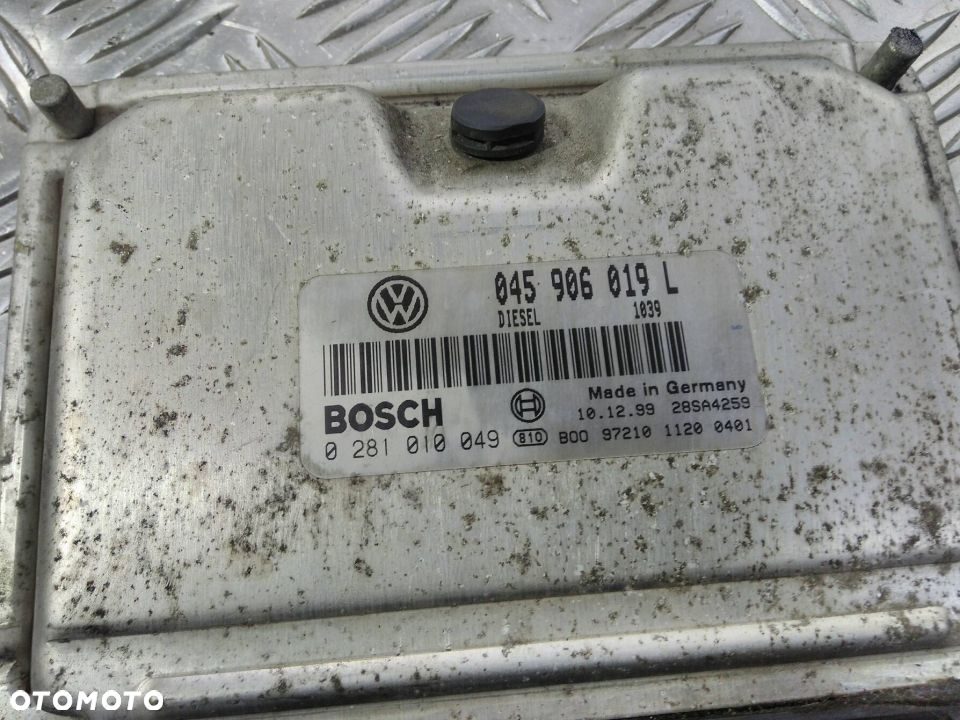 045 906 019 L
DIESEL 1039
Made in Germany
BOSCH 10.12.99 28SA4259
0 281 010 049 810 B00 97210 1120 0401
OTOMOTO